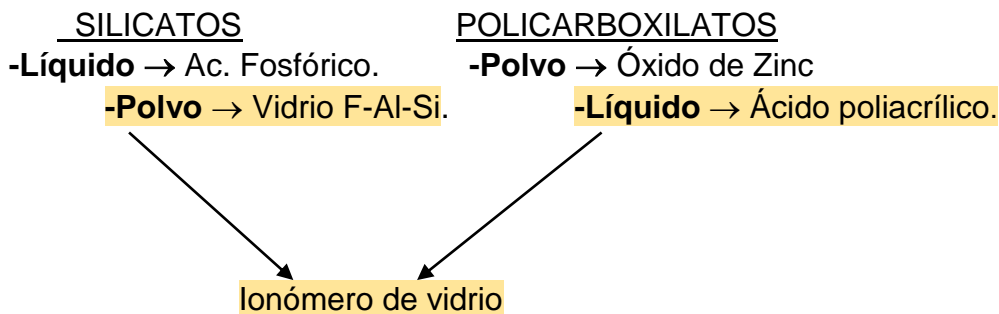 SILICATOS POLICARBOXILATOS
-Líquido → Ac. Fosfórico. -Polvo → Óxido de Zinc
-Polvo → Vidrio F-Al-Si. -Líquido → Ácido poliacrílico.
Ionómero de vidrio